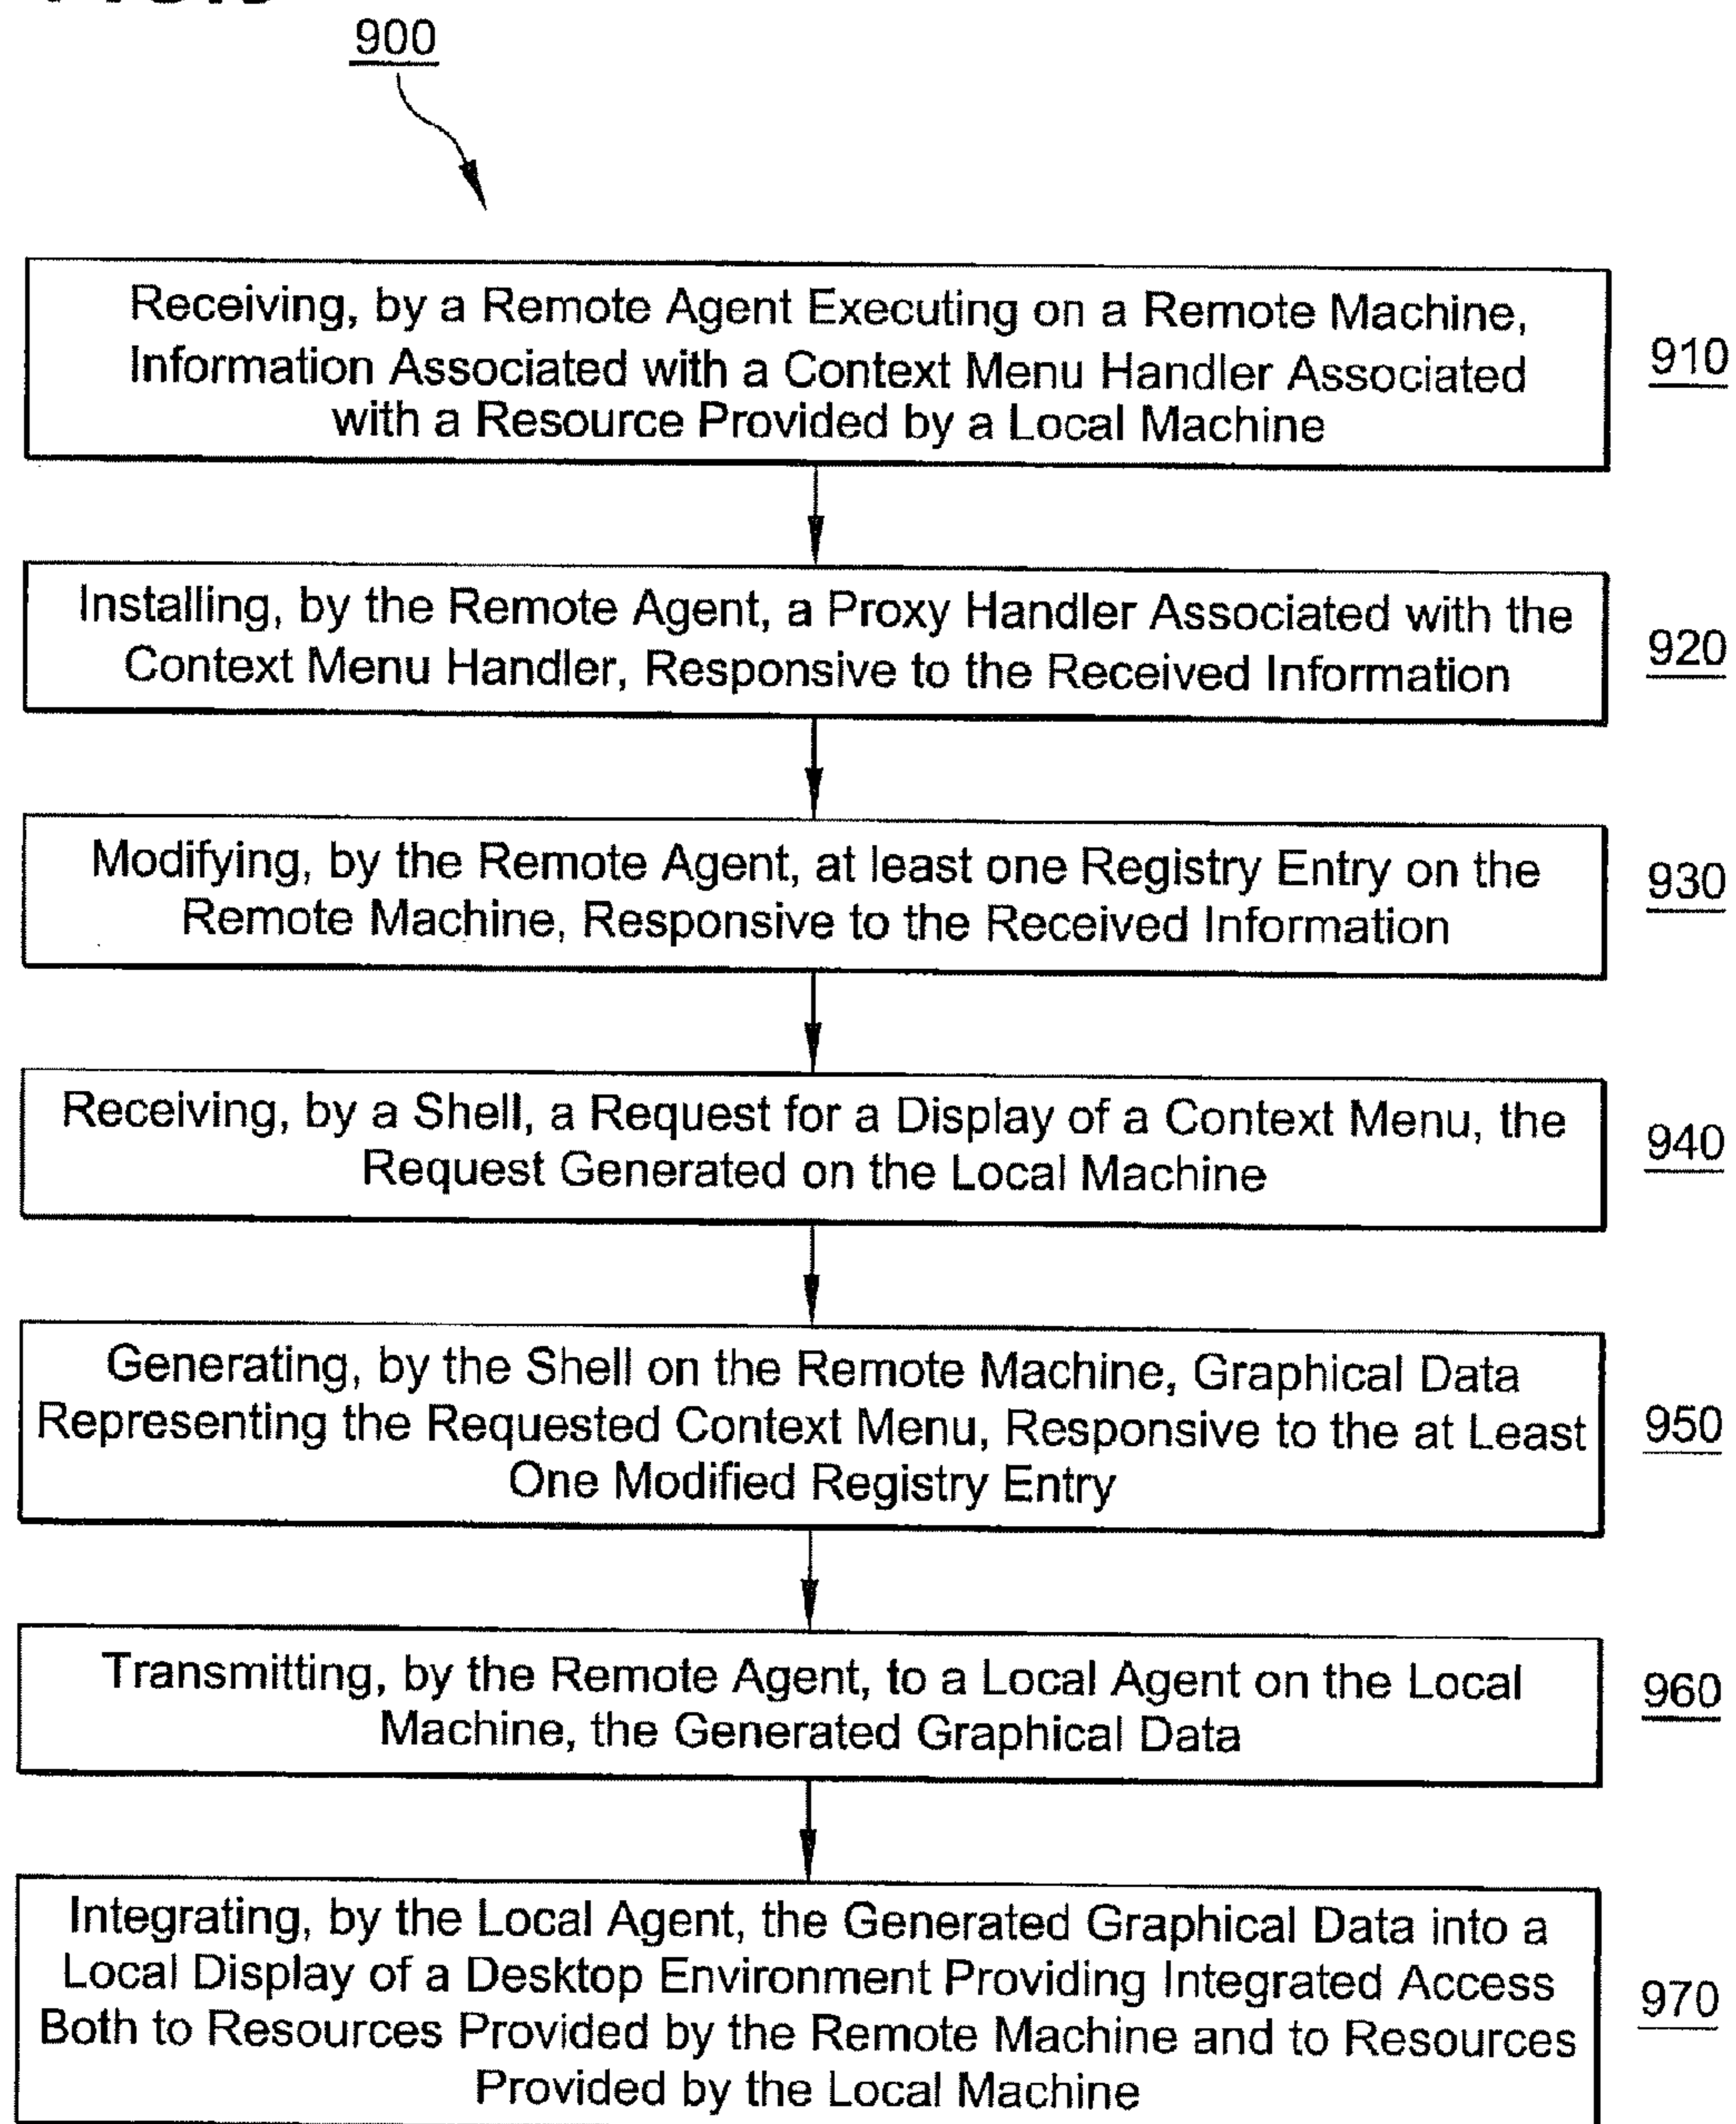 900
Receiving, by a Remote Agent Executing on a Remote Machine,
Information Associated with a Context Menu Handler Associated
with a Resource Provided by a Local Machine
910
Installing, by the Remote Agent, a Proxy Handler Associated with the
Context Menu Handler, Responsive to the Received Information
920
Modifying, by the Remote Agent, at least one Registry Entry on the
Remote Machine, Responsive to the Received Information
930
Receiving, by a Shell, a Request for a Display of a Context Menu, the
Request Generated on the Local Machine
940
Generating, by the Shell on the Remote Machine, Graphical Data
Representing the Requested Context Menu, Responsive to the at Least
One Modified Registry Entry
950
Transmitting, by the Remote Agent, to a Local Agent on the Local
Machine, the Generated Graphical Data
960
Integrating, by the Local Agent, the Generated Graphical Data into a
Local Display of a Desktop Environment Providing Integrated Access
Both to Resources Provided by the Remote Machine and to Resources
Provided by the Local Machine
970